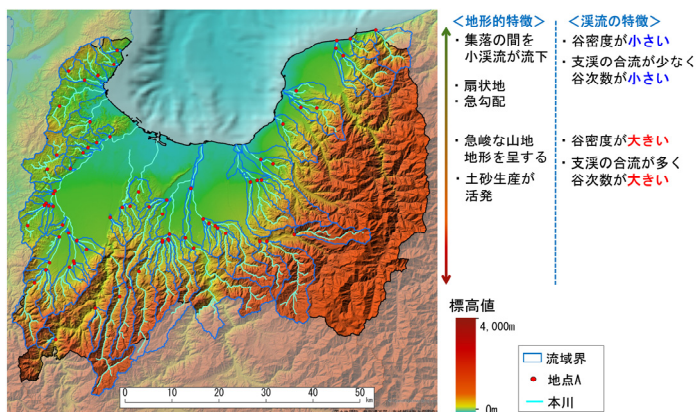 ＜地形的特徴＞
・集落の間を
小渓流が流下
・扇状地
・急勾配
・急峻な山地
地形を呈する
・土砂生産が
活発
＜渓流の特徴＞
・谷密度が小さい
・支渓の合流が少なく
谷次数が小さい
・谷密度が大きい
・支渓の合流が多く
谷次数が大きい
標高値
4,000m
0m
流域界
地点A
本川
0 10 20 30 40 50
km